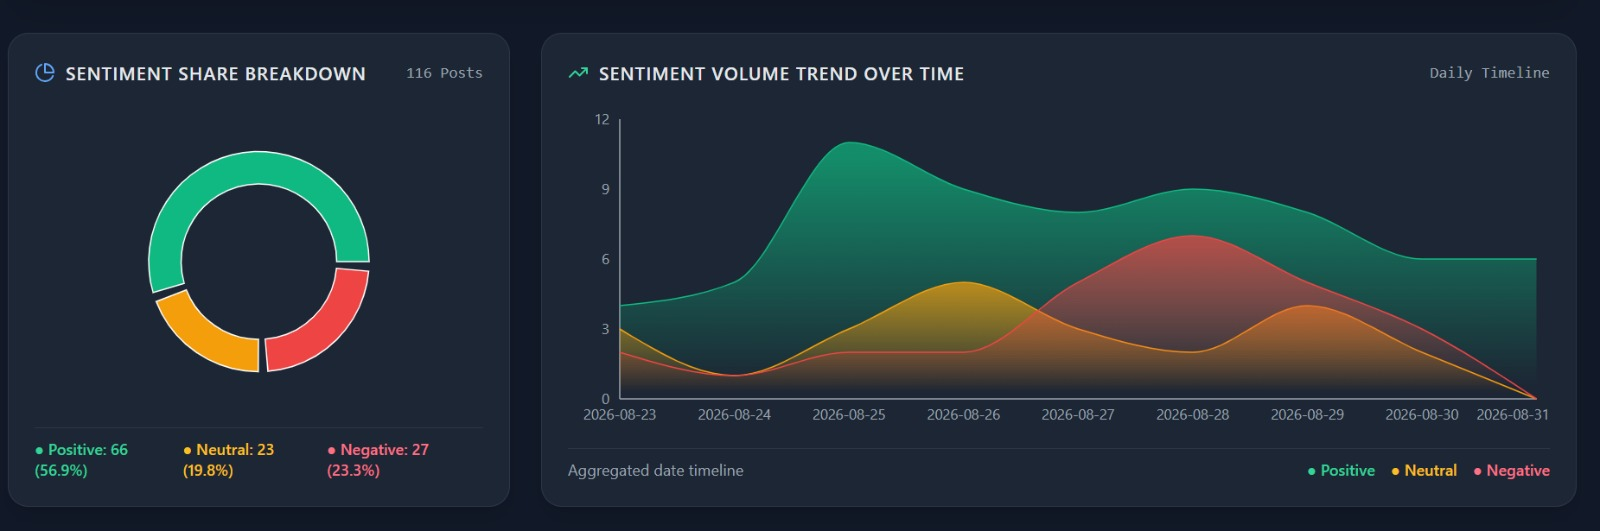 SENTIMENT SHARE BREAKDOWN
116 Posts
● Positive: 66
(56.9%)
● Neutral: 23
(19.8%)
● Negative: 27
(23.3%)
SENTIMENT VOLUME TREND OVER TIME
Daily Timeline
12
9
6
3
0
2026-08-23 2026-08-24 2026-08-25 2026-08-26 2026-08-27 2026-08-28 2026-08-29 2026-08-30 2026-08-31
Aggregated date timeline
● Positive ● Neutral ● Negative